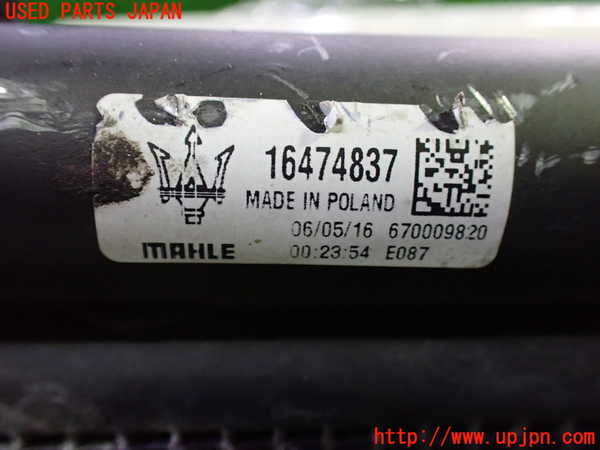 USED PARTS JAPAN
16474837
MADE IN POLAND
06/05/16 670009820
MAHLE 00:23:54 E087
http://www.upjpn.com/